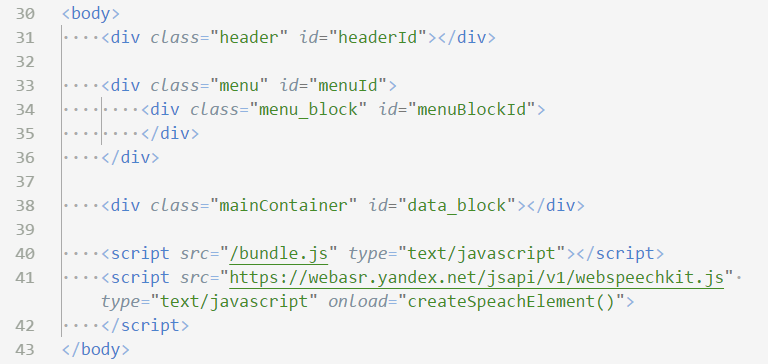 30 <body>
31 ····<div class="header" id="headerId"></div>
32
33 ····<div class="menu" id="menuId">
34 ········<div class="menu_block" id="menuBlockId">
35 ········</div>
36 ····</div>
37
38 ····<div class="mainContainer" id="data_block"></div>
39
40 ····<script src="/bundle.js" type="text/javascript"></script>
41 ····<script src="https://webasr.yandex.net/jsapi/v1/webspeechkit.js"·
type="text/javascript" onload="createSpeachElement()">
42 ····</script>
43 </body>